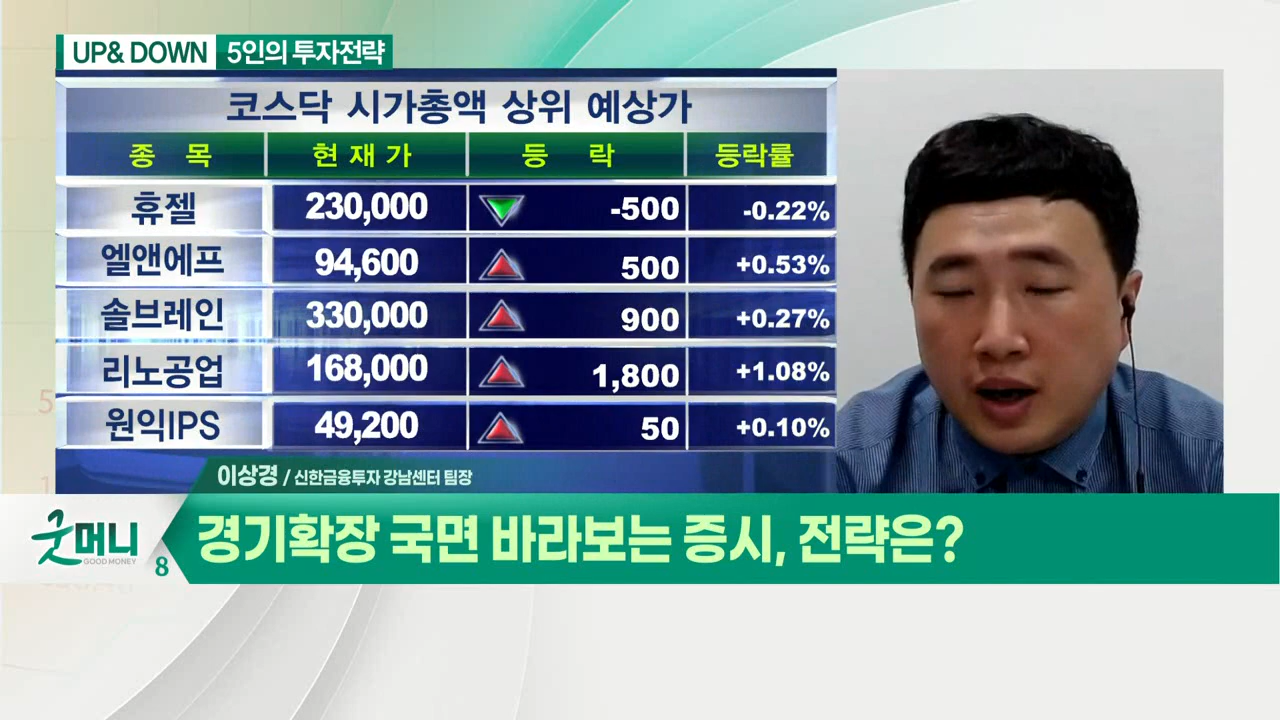 UP& DOWN 5인의 투자전략
코스닥 시가총액 상위 예상가
종 목 현 재 가 등 락 등락률
휴젤 230,000 -500 -0.22%
엘앤에프 94,600 500 +0.53%
솔브레인 330,000 900 +0.27%
리노공업 168,000 1,800 +1.08%
원익IPS 49,200 50 +0.10%
이상경 / 신한금융투자 강남센터 팀장
굿머니
GOOD MONEY
8
경기확장 국면 바라보는 증시, 전략은?
5
1